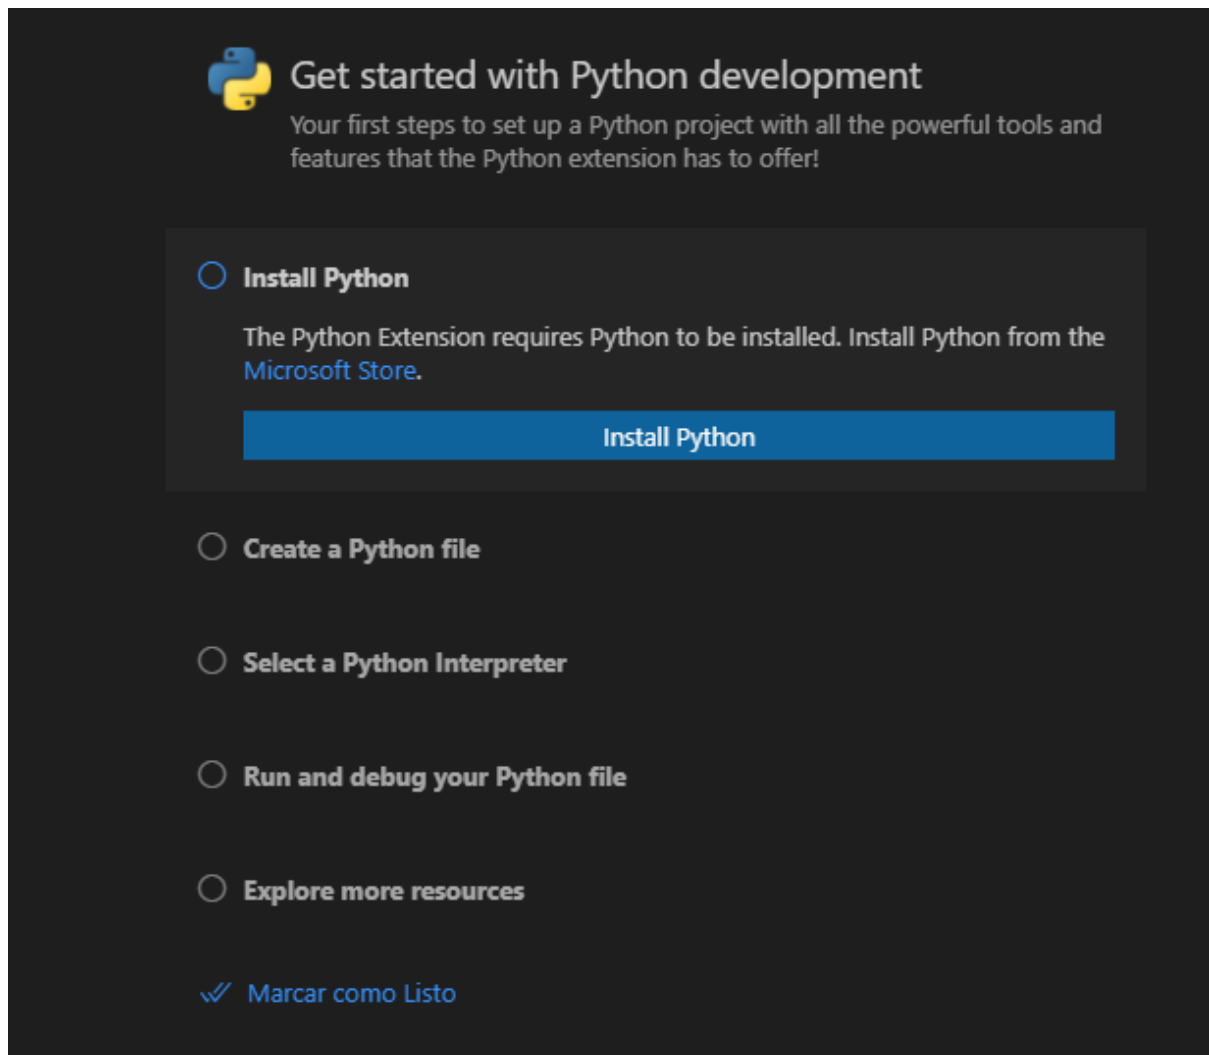 Get started with Python development
Your first steps to set up a Python project with all the powerful tools and
features that the Python extension has to offer!
Install Python
The Python Extension requires Python to be installed. Install Python from the
Microsoft Store.
Install Python
Create a Python file
Select a Python Interpreter
Run and debug your Python file
Explore more resources
Marcar como Listo